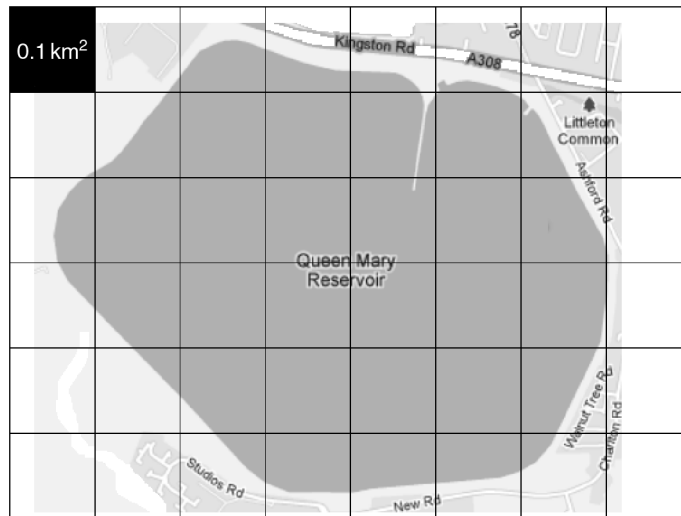 0.1 km²
Kingston Rd
A308
78
Littleton
Common
Ashford Rd
Queen Mary
Reservoir
Walnut Tree Rd
Charlton Rd
Studios Rd
New Rd